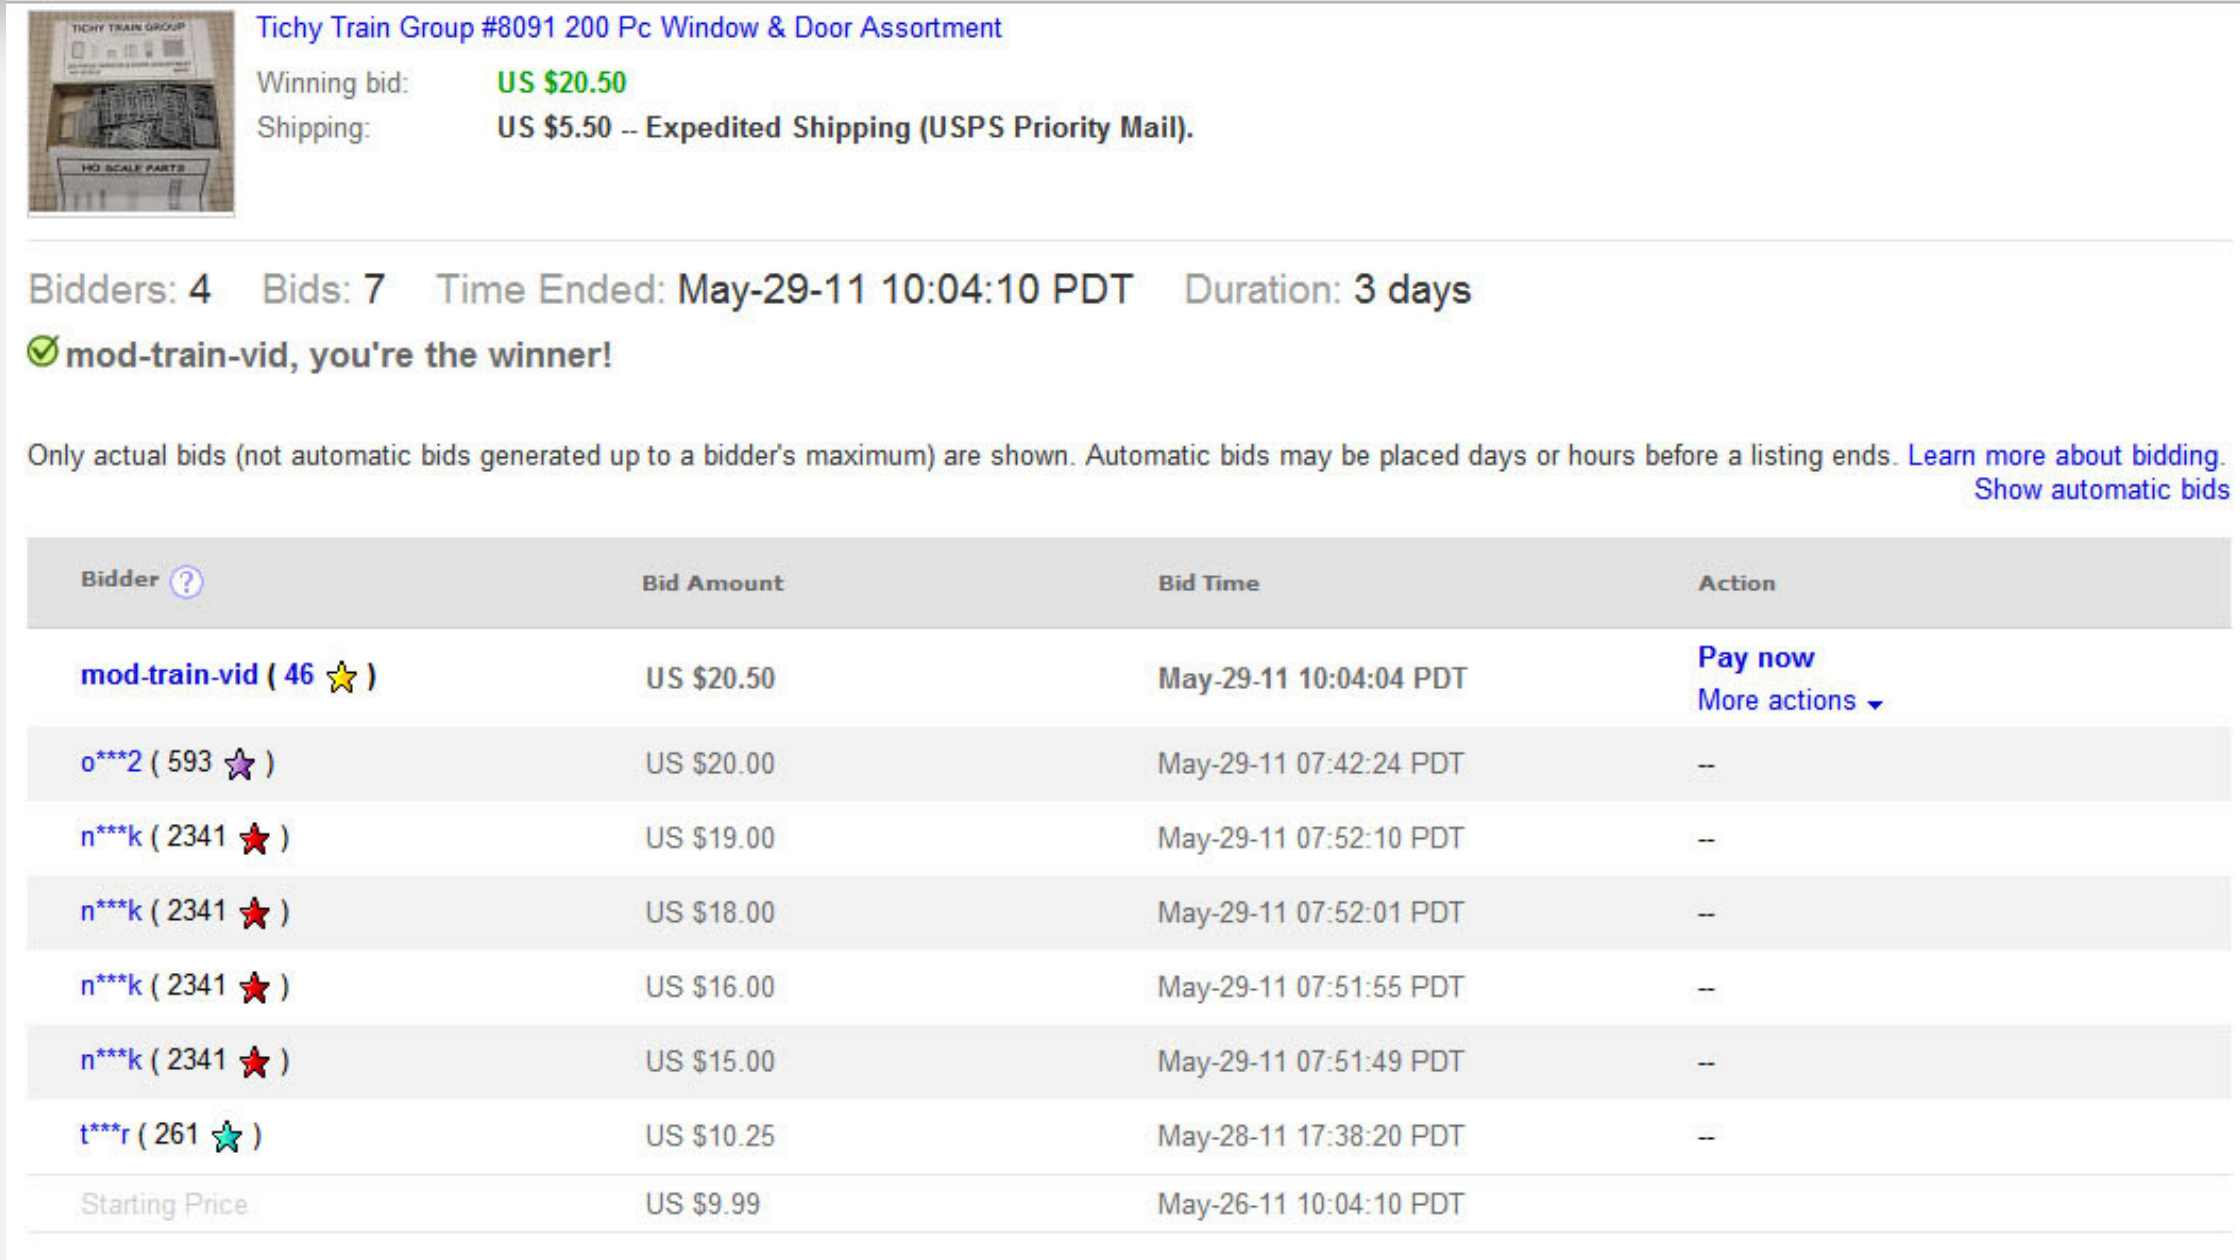 TICHY TRAIN GROUP
HO SCALE PARTS
Tichy Train Group #8091 200 Pc Window & Door Assortment
Winning bid: US $20.50
Shipping: US $5.50 -- Expedited Shipping (USPS Priority Mail).
Bidders: 4 Bids: 7 Time Ended: May-29-11 10:04:10 PDT Duration: 3 days
mod-train-vid, you're the winner!
Only actual bids (not automatic bids generated up to a bidder's maximum) are shown. Automatic bids may be placed days or hours before a listing ends. Learn more about bidding.
Show automatic bids
Bidder ? Bid Amount Bid Time Action
mod-train-vid ( 46 ) US $20.50 May-29-11 10:04:04 PDT Pay now
More actions
o***2 ( 593 ) US $20.00 May-29-11 07:42:24 PDT --
n***k ( 2341 ) US $19.00 May-29-11 07:52:10 PDT --
n***k ( 2341 ) US $18.00 May-29-11 07:52:01 PDT --
n***k ( 2341 ) US $16.00 May-29-11 07:51:55 PDT --
n***k ( 2341 ) US $15.00 May-29-11 07:51:49 PDT --
t***r ( 261 ) US $10.25 May-28-11 17:38:20 PDT --
Starting Price US $9.99 May-26-11 10:04:10 PDT